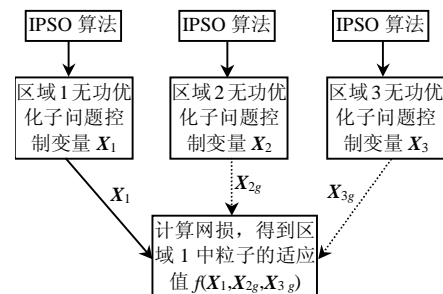 IPSO 算法
IPSO 算法
IPSO 算法
区域 1 无功优
化子问题控
制变量 X1
区域 2 无功优
化子问题控
制变量 X2
区域 3 无功优
化子问题控
制变量 X3
X1
X2g
X3g
计算网损，得到区
域 1 中粒子的适应
值 f(X1,X2g,X3 g)